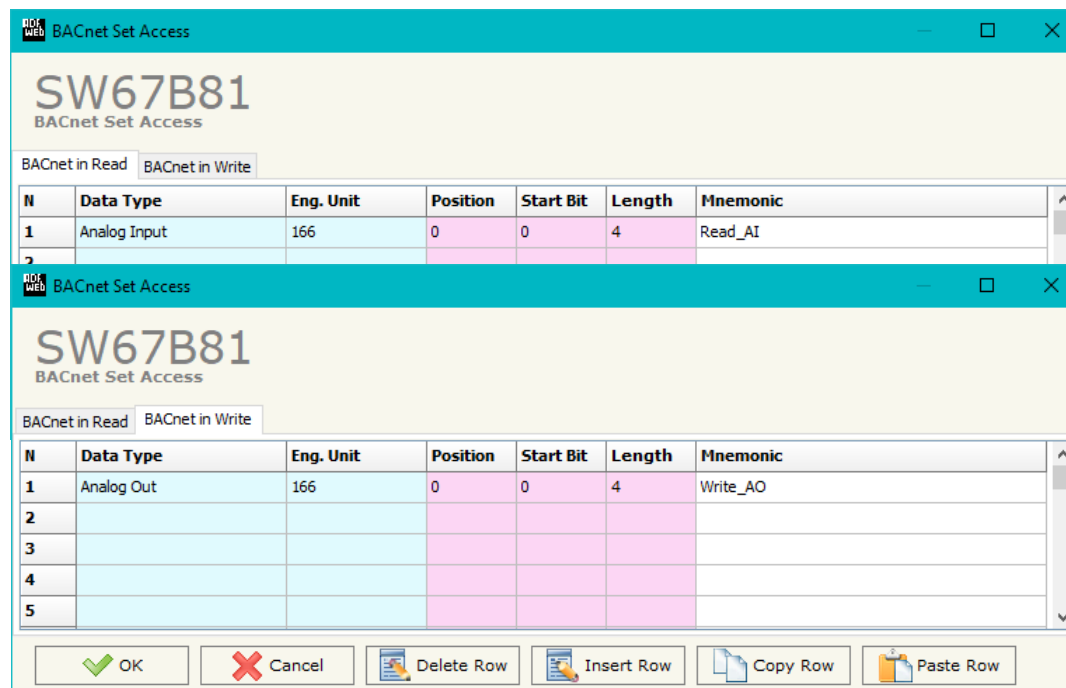 ADF WEB BACnet Set Access
SW67B81
BACnet Set Access
BACnet in Read BACnet in Write
N Data Type Eng. Unit Position Start Bit Length Mnemonic
1 Analog Input 166 0 0 4 Read_AI
2
ADF WEB BACnet Set Access
SW67B81
BACnet Set Access
BACnet in Read BACnet in Write
N Data Type Eng. Unit Position Start Bit Length Mnemonic
1 Analog Out 166 0 0 4 Write_AO
2
3
4
5
OK Cancel Delete Row Insert Row Copy Row Paste Row